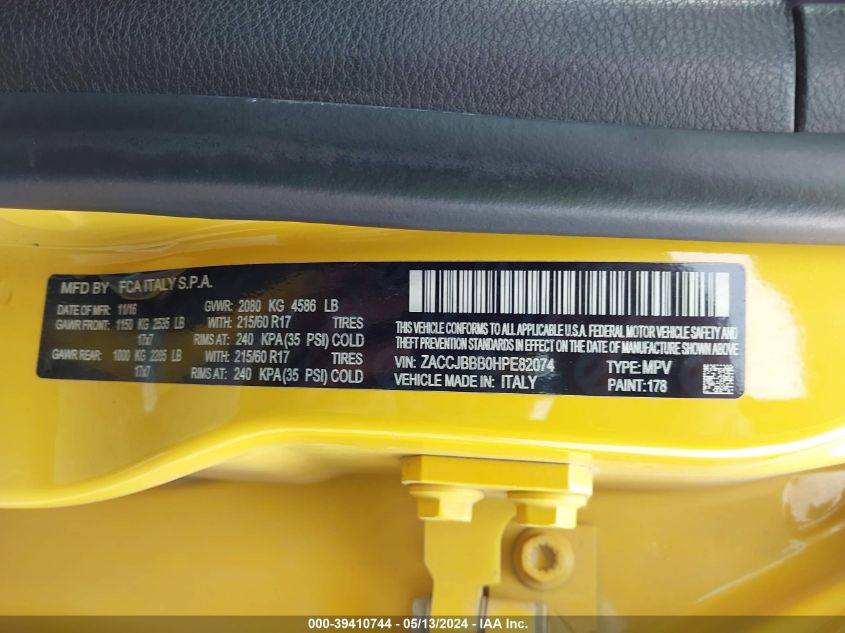 MFD BY FCA ITALY S.P.A.
DATE OF MFR: 11/16 GVWR: 2080 KG 4586 LB
GAWR FRONT: 1150 KG 2535 LB WITH: 215/60 R17 TIRES
17x7 RIMS AT: 240 KPA(35 PSI) COLD
GAWR REAR: 1000 KG 2205 LB WITH: 215/60 R17 TIRES
17x7 RIMS AT: 240 KPA(35 PSI) COLD
THIS VEHICLE CONFORMS TO ALL APPLICABLE U.S.A. FEDERAL MOTOR VEHICLE SAFETY AND
THEFT PREVENTION STANDARDS IN EFFECT ON THE DATE OF MANUFACTURE SHOWN ABOVE.
VIN: ZACCJBBB0HPE82074 TYPE: MPV
VEHICLE MADE IN: ITALY PAINT: 178
000-39410744 - 05/13/2024 - IAA Inc.